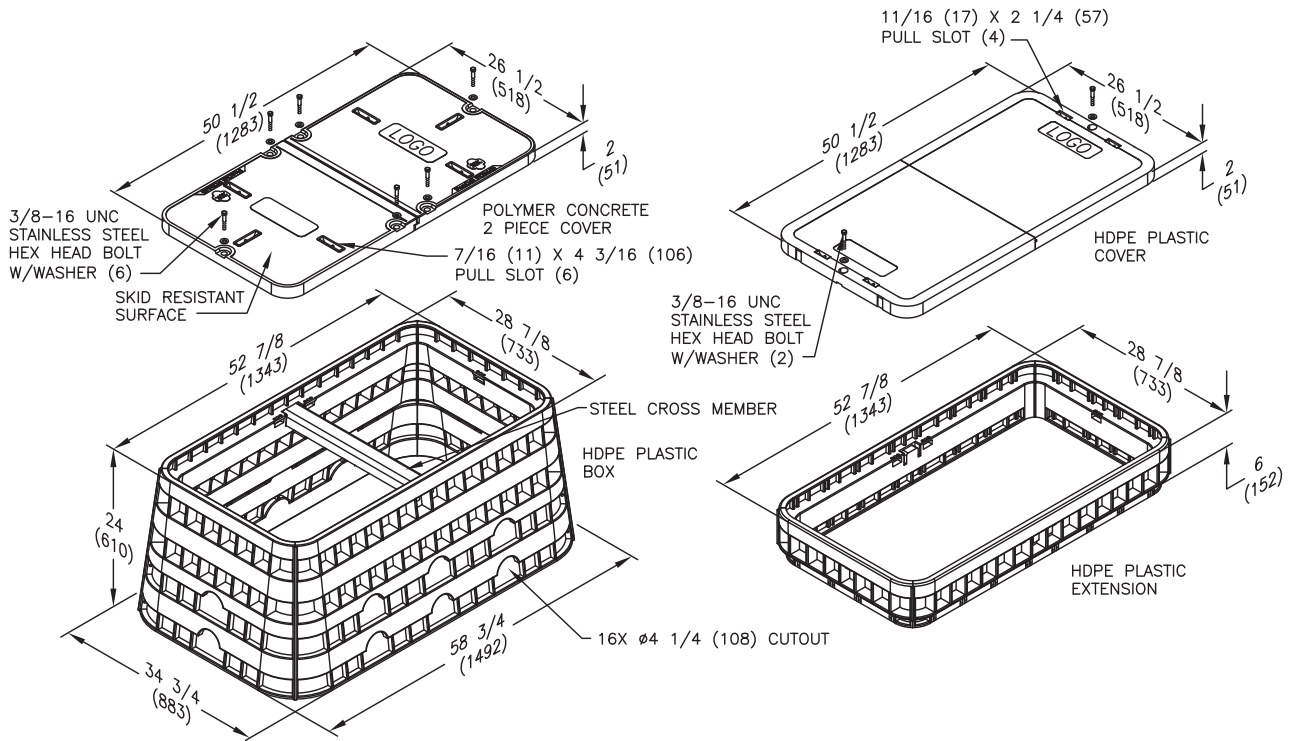 50 1/2
(1283)
26 1/2
(518)
2
(51)
LOGO
3/8-16 UNC
STAINLESS STEEL
HEX HEAD BOLT
W/WASHER (6)
SKID RESISTANT
SURFACE
POLYMER CONCRETE
2 PIECE COVER
7/16 (11) X 4 3/16 (106)
PULL SLOT (6)
11/16 (17) X 2 1/4 (57)
PULL SLOT (4)
50 1/2
(1283)
26 1/2
(518)
2
(51)
LOGO
HDPE PLASTIC
COVER
3/8-16 UNC
STAINLESS STEEL
HEX HEAD BOLT
W/WASHER (2)
52 7/8
(1343)
28 7/8
(733)
STEEL CROSS MEMBER
HDPE PLASTIC
BOX
24
(610)
34 3/4
(883)
58 3/4
(1492)
16X ø4 1/4 (108) CUTOUT
52 7/8
(1343)
28 7/8
(733)
6
(152)
HDPE PLASTIC
EXTENSION